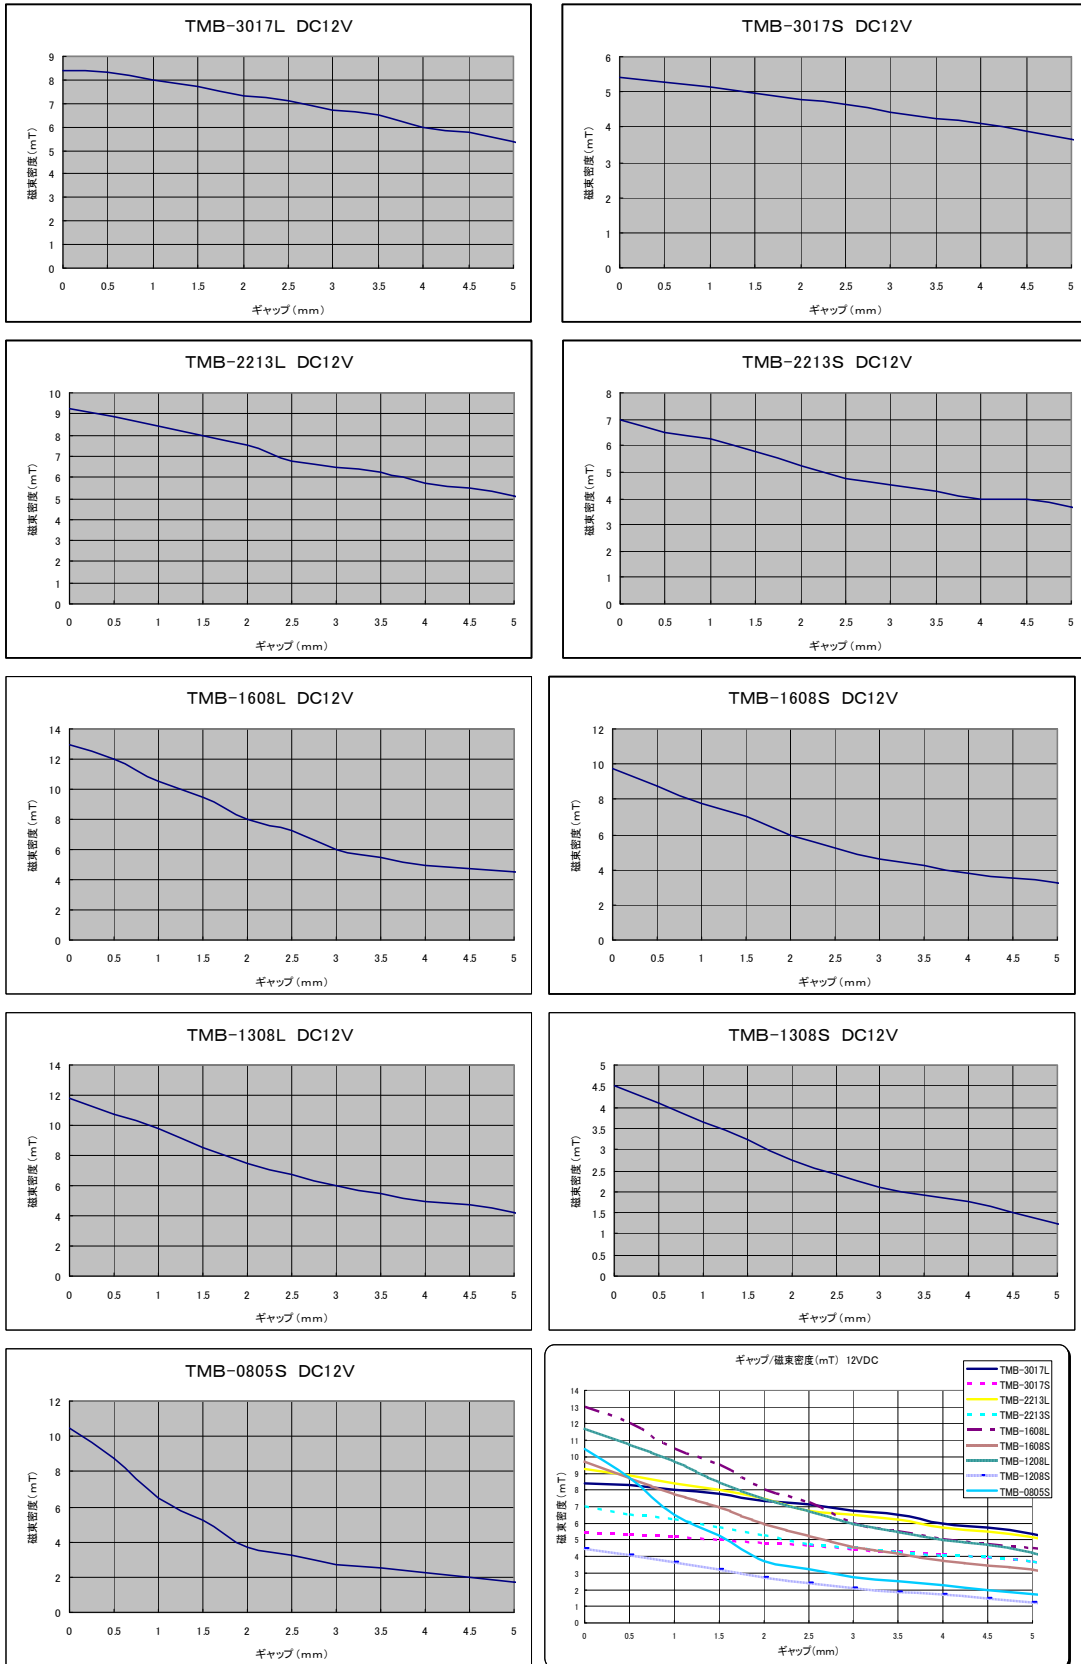 TMB-3017L DC12V
磁束密度(mT)
9
8
7
6
5
4
3
2
1
0
0 0.5 1 1.5 2 2.5 3 3.5 4 4.5 5
ギャップ(mm)
TMB-3017S DC12V
磁束密度(mT)
6
5
4
3
2
1
0
0 0.5 1 1.5 2 2.5 3 3.5 4 4.5 5
ギャップ(mm)
TMB-2213L DC12V
磁束密度(mT)
10
9
8
7
6
5
4
3
2
1
0
0 0.5 1 1.5 2 2.5 3 3.5 4 4.5 5
ギャップ(mm)
TMB-2213S DC12V
磁束密度(mT)
8
7
6
5
4
3
2
1
0
0 0.5 1 1.5 2 2.5 3 3.5 4 4.5 5
ギャップ(mm)
TMB-1608L DC12V
磁束密度(mT)
14
12
10
8
6
4
2
0
0 0.5 1 1.5 2 2.5 3 3.5 4 4.5 5
ギャップ(mm)
TMB-1608S DC12V
磁束密度(mT)
12
10
8
6
4
2
0
0 0.5 1 1.5 2 2.5 3 3.5 4 4.5 5
ギャップ(mm)
TMB-1308L DC12V
磁束密度(mT)
14
12
10
8
6
4
2
0
0 0.5 1 1.5 2 2.5 3 3.5 4 4.5 5
ギャップ(mm)
TMB-1308S DC12V
磁束密度(mT)
5
4.5
4
3.5
3
2.5
2
1.5
1
0.5
0
0 0.5 1 1.5 2 2.5 3 3.5 4 4.5 5
ギャップ(mm)
TMB-0805S DC12V
磁束密度(mT)
12
10
8
6
4
2
0
0 0.5 1 1.5 2 2.5 3 3.5 4 4.5 5
ギャップ(mm)
ギャップ/磁束密度(mT) 12VDC
磁束密度(mT)
14
13
12
11
10
9
8
7
6
5
4
3
2
1
0
0 0.5 1 1.5 2 2.5 3 3.5 4 4.5 5
ギャップ(mm)
TMB-3017L
TMB-3017S
TMB-2213L
TMB-2213S
TMB-1608L
TMB-1608S
TMB-1208L
TMB-1208S
TMB-0805S